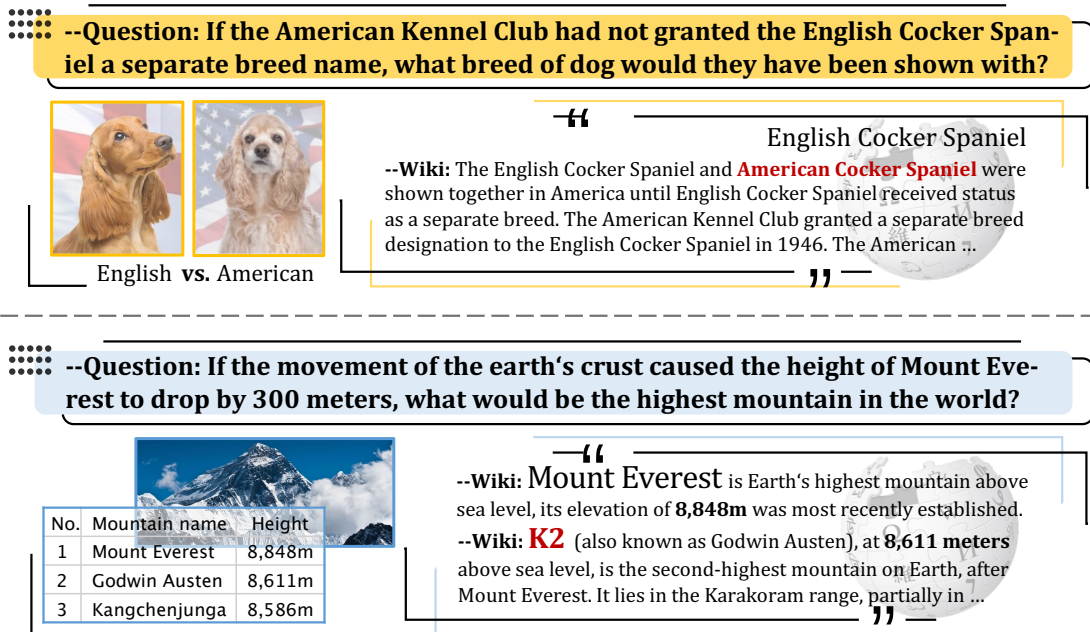 --Question: If the American Kennel Club had not granted the English Cocker Span-
iel a separate breed name, what breed of dog would they have been shown with?
English vs. American
“
English Cocker Spaniel
--Wiki: The English Cocker Spaniel and American Cocker Spaniel were
shown together in America until English Cocker Spaniel received status
as a separate breed. The American Kennel Club granted a separate breed
designation to the English Cocker Spaniel in 1946. The American ...
”
--Question: If the movement of the earth‘s crust caused the height of Mount Eve-
rest to drop by 300 meters, what would be the highest mountain in the world?
No. Mountain name Height
1 Mount Everest 8,848m
2 Godwin Austen 8,611m
3 Kangchenjunga 8,586m
“
--Wiki: Mount Everest is Earth‘s highest mountain above
sea level, its elevation of 8,848m was most recently established.
--Wiki: K2 (also known as Godwin Austen), at 8,611 meters
above sea level, is the second-highest mountain on Earth, after
Mount Everest. It lies in the Karakoram range, partially in ...
”